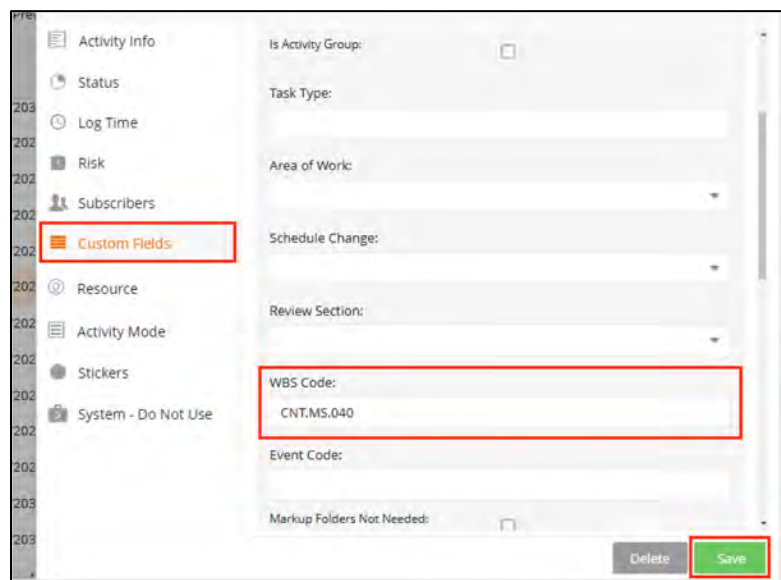 Activity Info
Status
Log Time
Risk
Subscribers
Custom Fields
Resource
Activity Mode
Stickers
System - Do Not Use
Is Activity Group:
Task Type:
Area of Work:
Schedule Change:
Review Section:
WBS Code:
CNT.MS.040
Event Code:
Markup Folders Not Needed:
Delete
Save